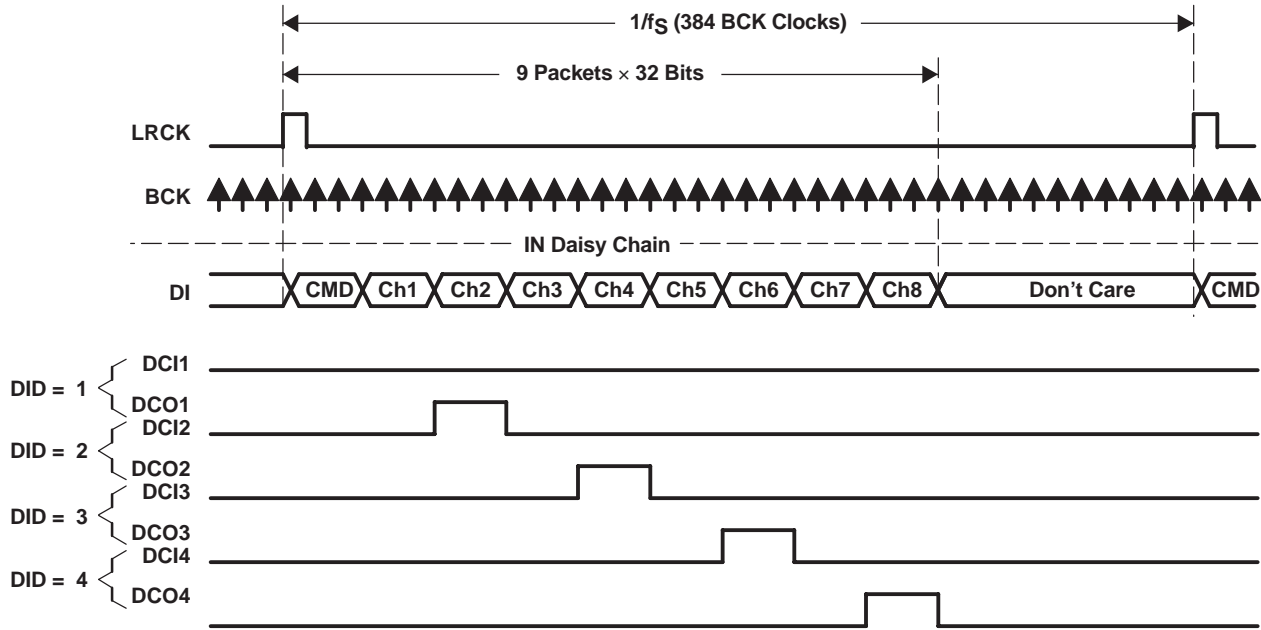 1/fS (384 BCK Clocks)
9 Packets × 32 Bits
LRCK
BCK
IN Daisy Chain
DI CMD Ch1 Ch2 Ch3 Ch4 Ch5 Ch6 Ch7 Ch8 Don't Care CMD
DCI1
DID = 1
DCO1
DCI2
DID = 2
DCO2
DCI3
DID = 3
DCO3
DCI4
DID = 4
DCO4